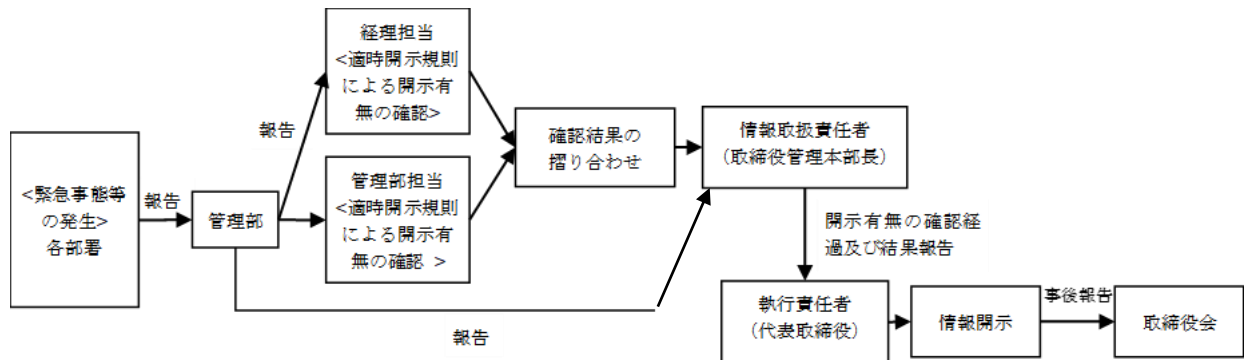 <緊急事態等
の発生>
各部署
報告
管理部
報告
経理担当
<適時開示規則
による開示有
無の確認>
管理部担当
<適時開示規則
による開示有
無の確認 >
確認結果の
摺り合わせ
情報取扱責任者
（取締役管理本部長）
報告
開示有無の確認経
過及び結果報告
執行責任者
（代表取締役）
情報開示
事後報告
取締役会